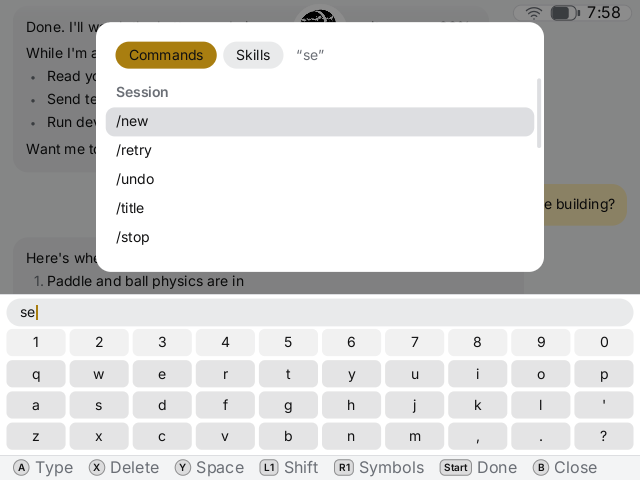 Done. I'll
7:58
While I'm a
Commands Skills "se"
• Read yo
Session
• Send te
/new
• Run dev
/retry
Want me to
/undo
e building?
/title
/stop
Here's whe
1. Paddle and ball physics are in
se
1 2 3 4 5 6 7 8 9 0
q w e r t y u i o p
a s d f g h j k l '
z x c v b n m , . ?
A Type X Delete Y Space L1 Shift R1 Symbols Start Done B Close